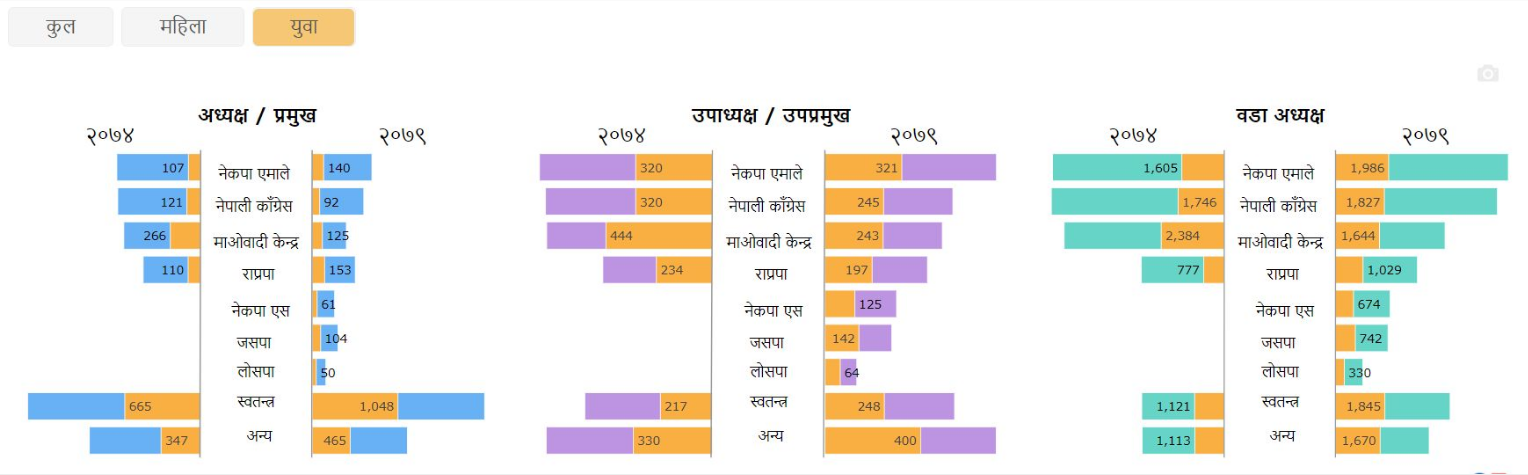 कुल महिला युवा
अध्यक्ष / प्रमुख उपाध्यक्ष / उपप्रमुख वडा अध्यक्ष
२०७४ २०७९ २०७४ २०७९ २०७४ २०७९
107 नेकपा एमाले 140 320 नेकपा एमाले 321 1,605 नेकपा एमाले 1,986
121 नेपाली काँग्रेस 92 320 नेपाली काँग्रेस 245 1,746 नेपाली काँग्रेस 1,827
266 माओवादी केन्द्र 125 444 माओवादी केन्द्र 243 2,384 माओवादी केन्द्र 1,644
110 राप्रपा 153 234 राप्रपा 197 777 राप्रपा 1,029
नेकपा एस 61 नेकपा एस 125 नेकपा एस 674
जसपा 104 जसपा 142 जसपा 742
लोसपा 50 लोसपा 64 लोसपा 330
665 स्वतन्त्र 1,048 217 स्वतन्त्र 248 1,121 स्वतन्त्र 1,845
347 अन्य 465 330 अन्य 400 1,113 अन्य 1,670